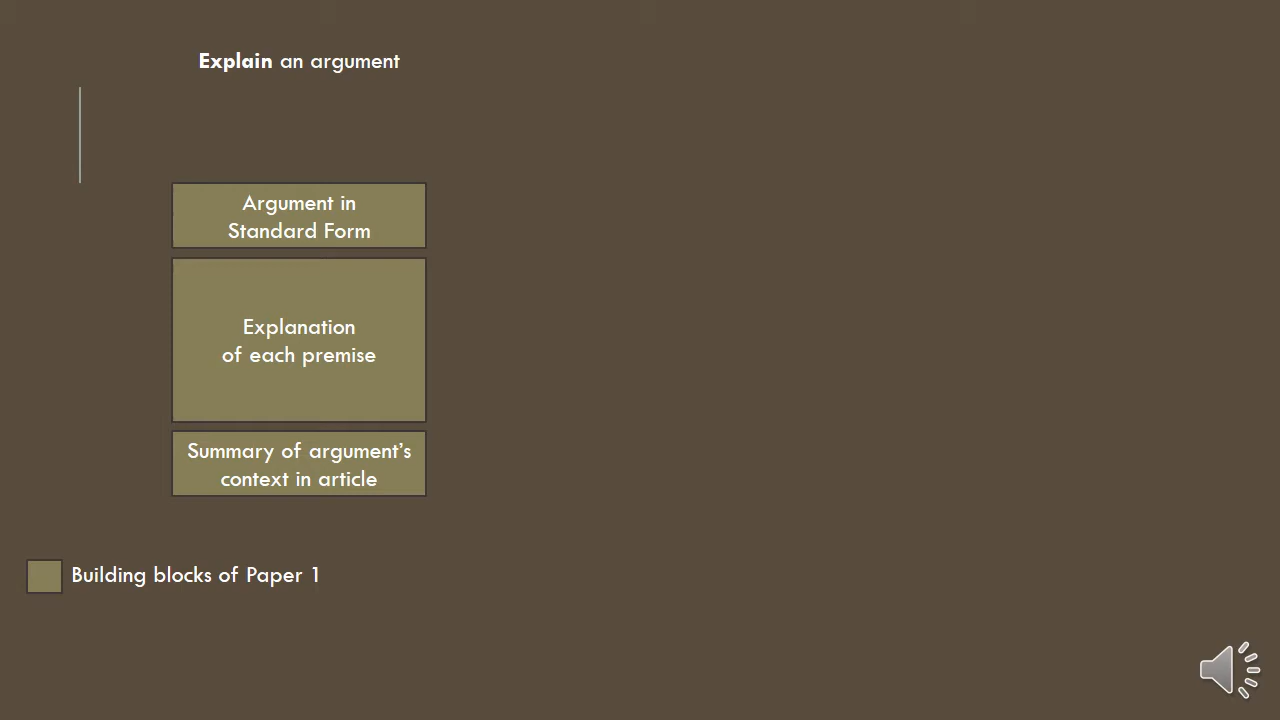 Explain an argument
Argument in
Standard Form
Explanation
of each premise
Summary of argument's
context in article
Building blocks of Paper 1